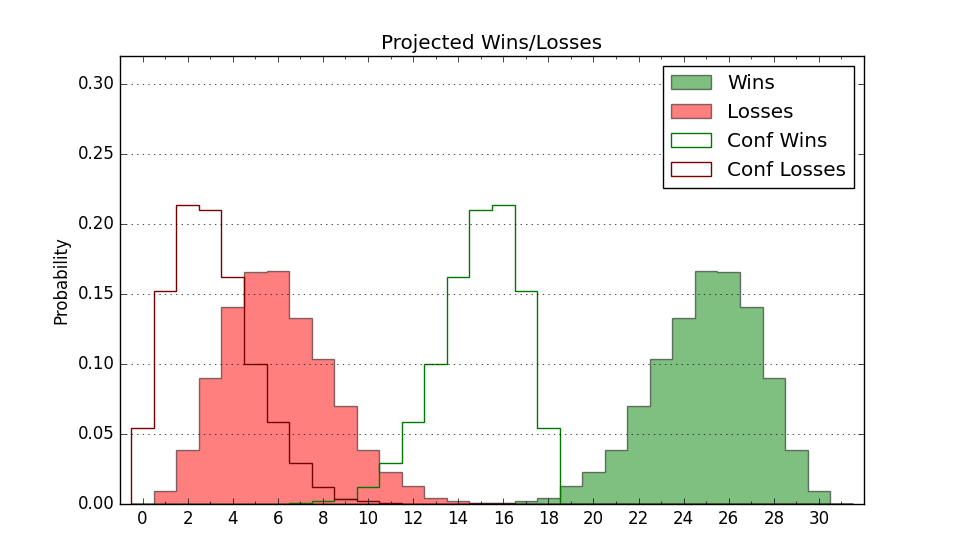 Projected Wins/Losses
Wins
Losses
Conf Wins
Conf Losses
Probability
0.30
0.25
0.20
0.15
0.10
0.05
0.00
0 2 4 6 8 10 12 14 16 18 20 22 24 26 28 30